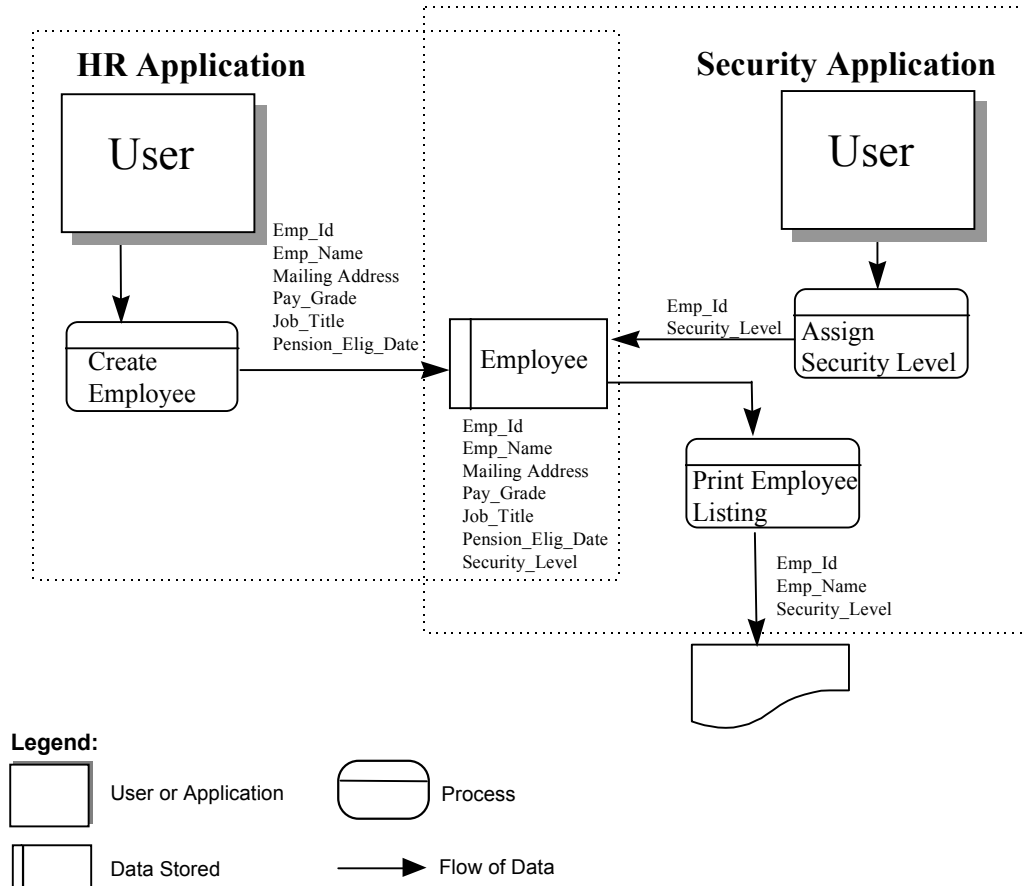 HR Application
Security Application
User
User
Emp_Id
Emp_Name
Mailing Address
Pay_Grade
Job_Title
Pension_Elig_Date
Create
Employee
Employee
Emp_Id
Security_Level
Assign
Security Level
Emp_Id
Emp_Name
Mailing Address
Pay_Grade
Job_Title
Pension_Elig_Date
Security_Level
Print Employee
Listing
Emp_Id
Emp_Name
Security_Level
Legend:
User or Application
Process
Data Stored
Flow of Data